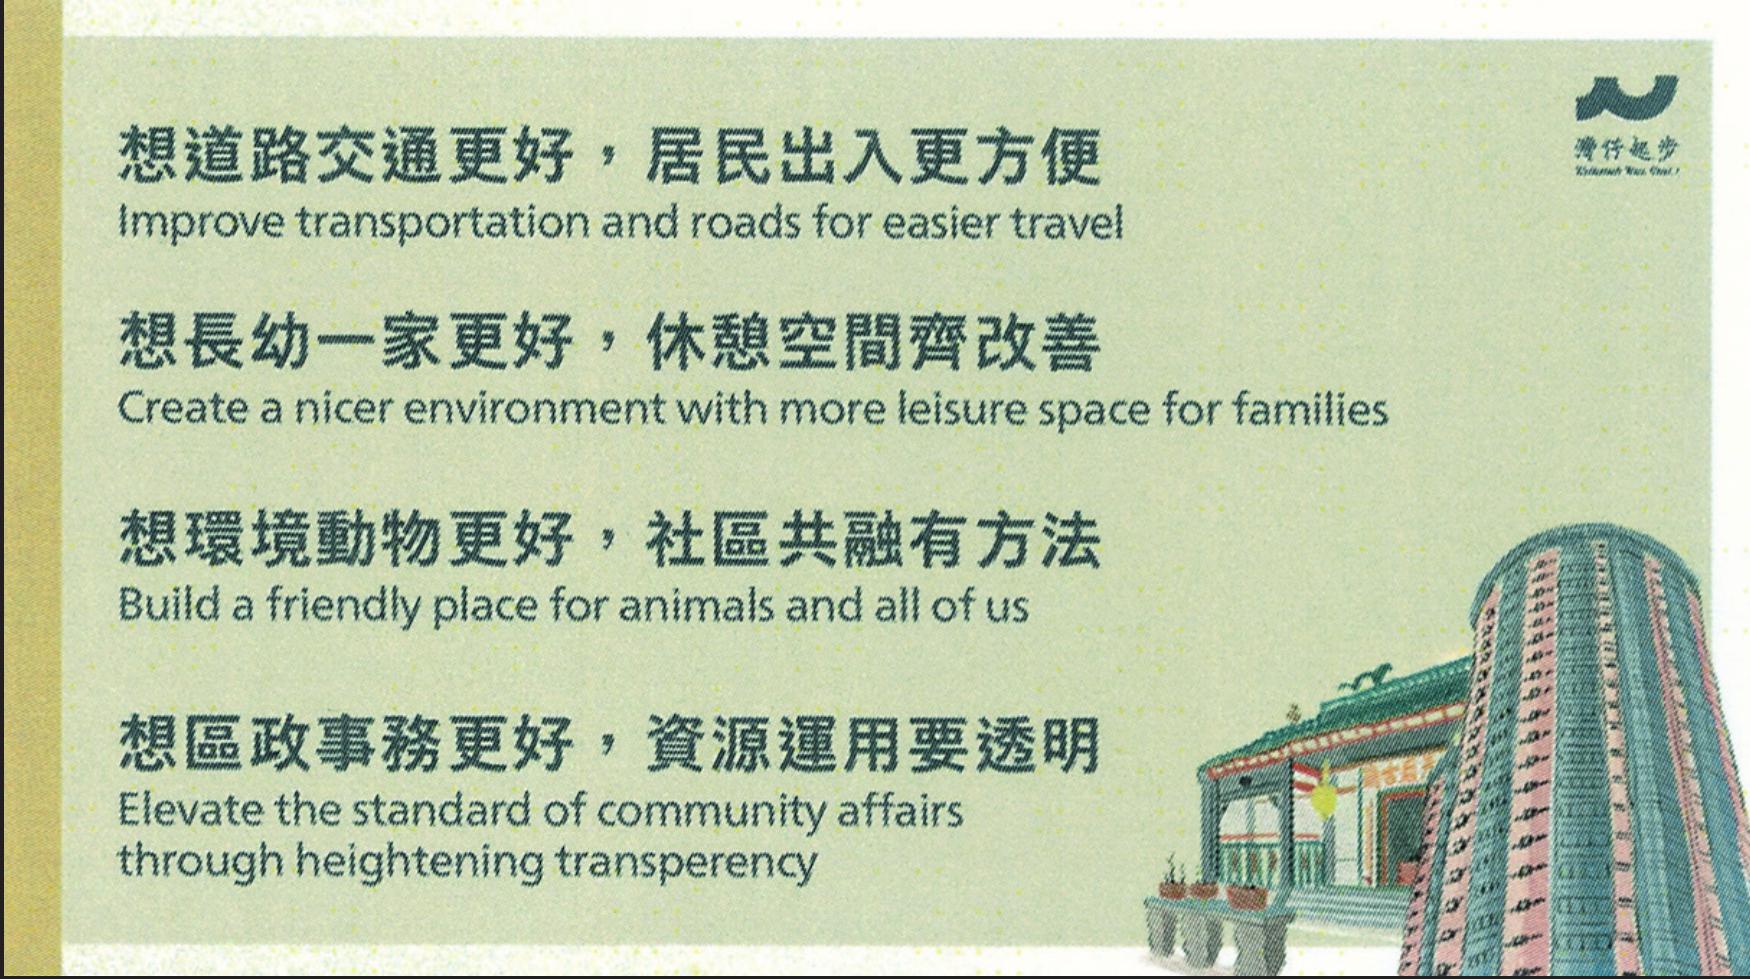 灣仔起步
Kickstart Wan Chai !
想道路交通更好，居民出入更方便
Improve transportation and roads for easier travel
想長幼一家更好，休憩空間齊改善
Create a nicer environment with more leisure space for families
想環境動物更好，社區共融有方法
Build a friendly place for animals and all of us
想區政事務更好，資源運用要透明
Elevate the standard of community affairs
through heightening transperency